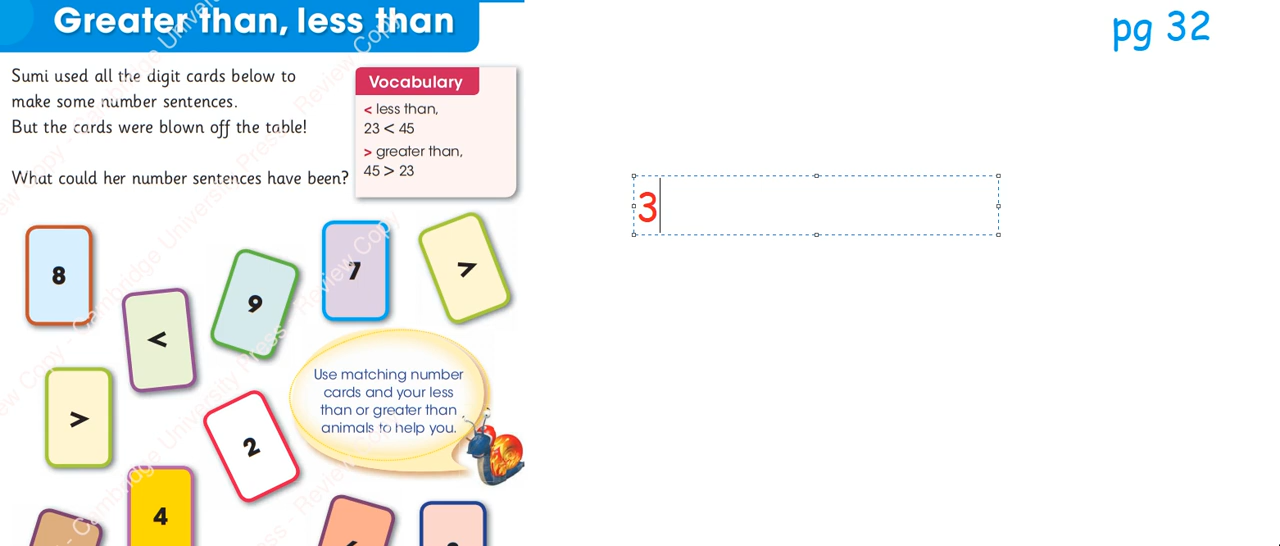 Greater than, less than
pg 32
Sumi used all the digit cards below to
make some number sentences.
But the cards were blown off the table!
What could her number sentences have been?
Vocabulary
< less than,
23 < 45
> greater than,
45 > 23
3
8
<
9
7
>
Use matching number
cards and your less
than or greater than
animals to help you.
>
2
4